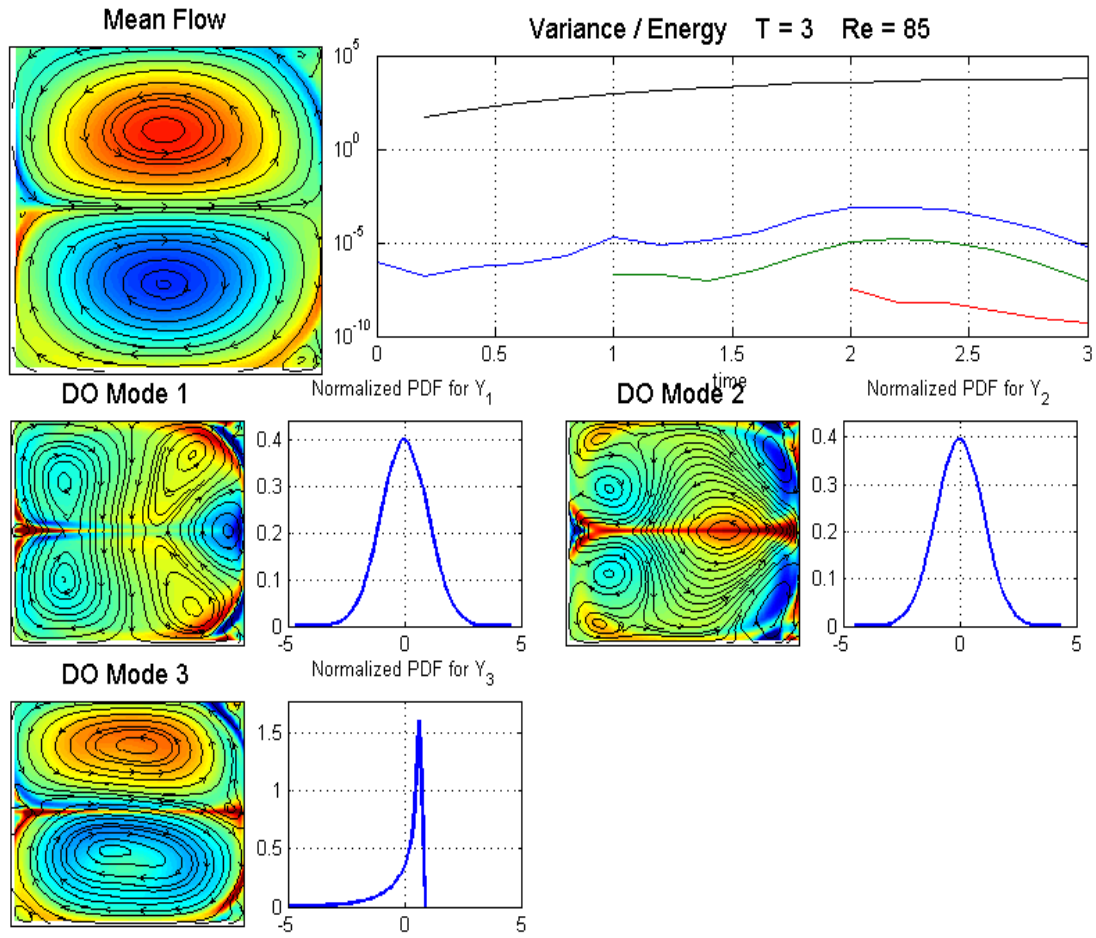 Mean Flow
Variance / Energy T = 3 Re = 85
10^5
10^0
10^-5
10^-10
0 0.5 1 1.5 2 2.5 3
time
DO Mode 1
Normalized PDF for Y_1
0.4
0.3
0.2
0.1
0
-5 0 5
DO Mode 2
Normalized PDF for Y_2
0.4
0.3
0.2
0.1
0
-5 0 5
DO Mode 3
Normalized PDF for Y_3
1.5
1
0.5
0
-5 0 5